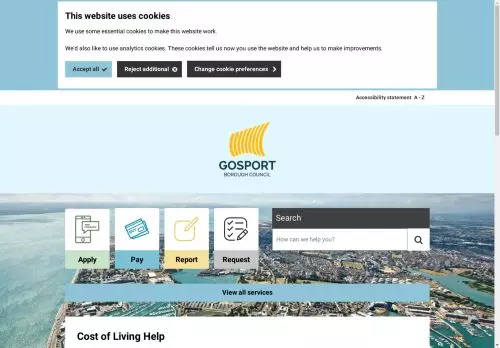 This website uses cookies
We use some essential cookies to make this website work.
We'd also like to use analytics cookies. These cookies tell us now you use the website and help us to make improvements.
Accept all
Reject additional
Change cookie preferences
Accessibility statement A - Z
GOSPORT
BOROUGH COUNCIL
Search
How can we help you?
Apply
Pay
Report
Request
View all services
Cost of Living Help